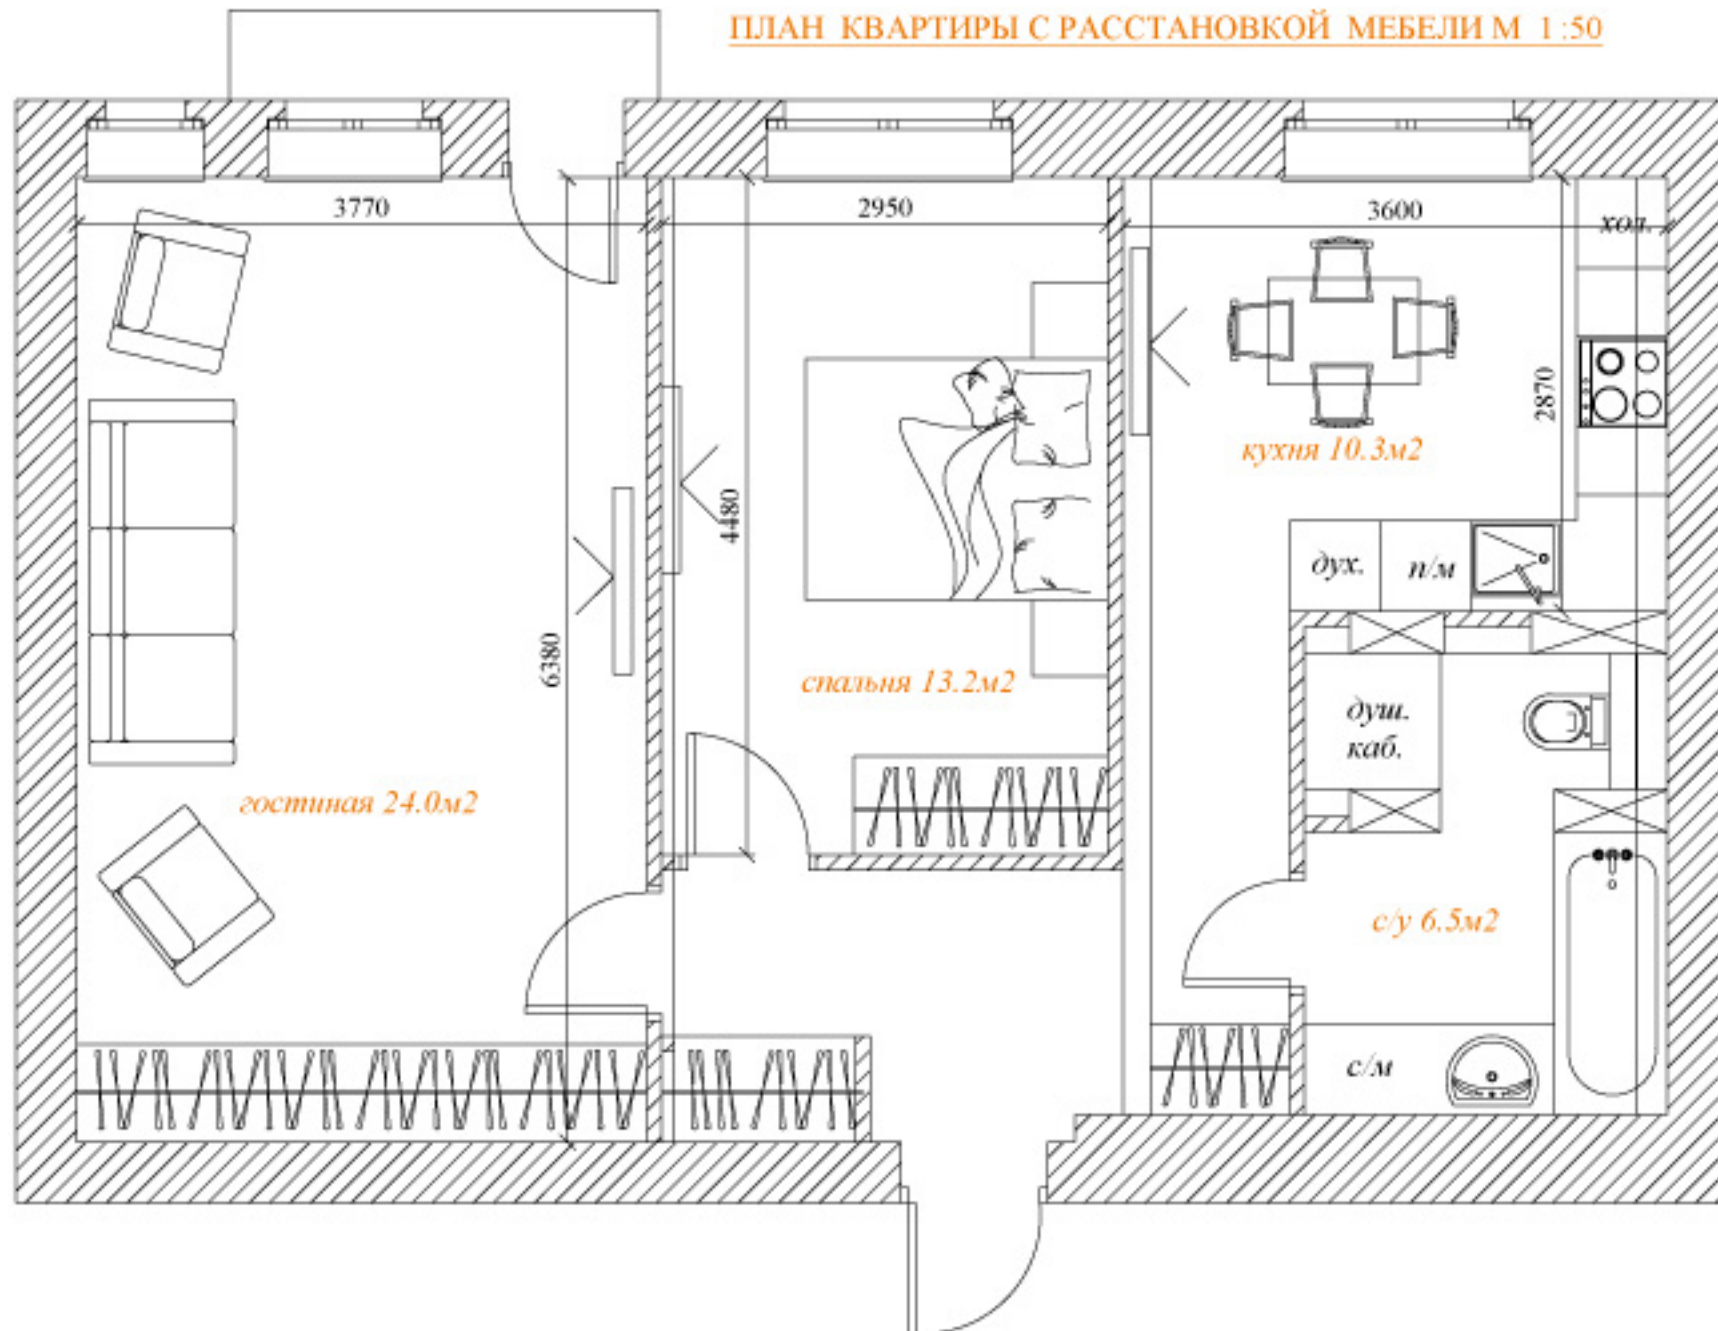 ПЛАН КВАРТИРЫ С РАССТАНОВКОЙ МЕБЕЛИ М 1:50
3770
2950
3600
хол.
2870
кухня 10.3м2
4480
дух.
п/м
6380
спальня 13.2м2
душ.
каб.
гостиная 24.0м2
с/у 6.5м2
с/м